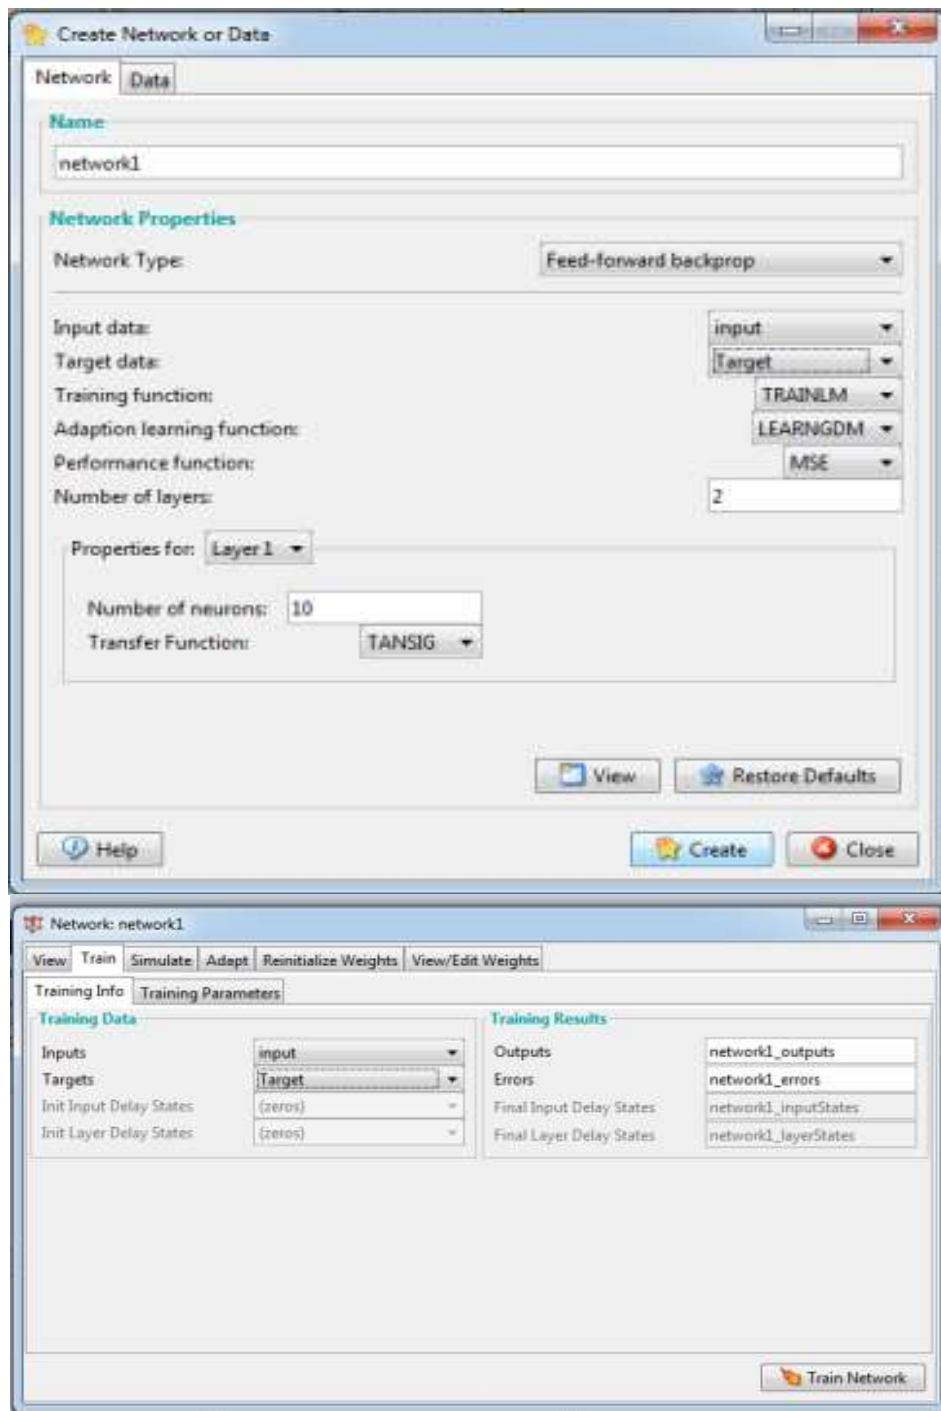 Create Network or Data
Network Data
Name
network1
Network Properties
Network Type: Feed-forward backprop
Input data: input
Target data: Target
Training function: TRAINLM
Adaption learning function: LEARNGDM
Performance function: MSE
Number of layers: 2
Properties for: Layer 1
Number of neurons: 10
Transfer Function: TANSIG
View Restore Defaults
Help Create Close
Network: network1
View Train Simulate Adapt Reinitialize Weights View/Edit Weights
Training Info Training Parameters
Training Data Training Results
Inputs input Outputs network1_outputs
Targets Target Errors network1_errors
Init Input Delay States (zeros) Final Input Delay States network1_inputStates
Init Layer Delay States (zeros) Final Layer Delay States network1_layerStates
Train Network